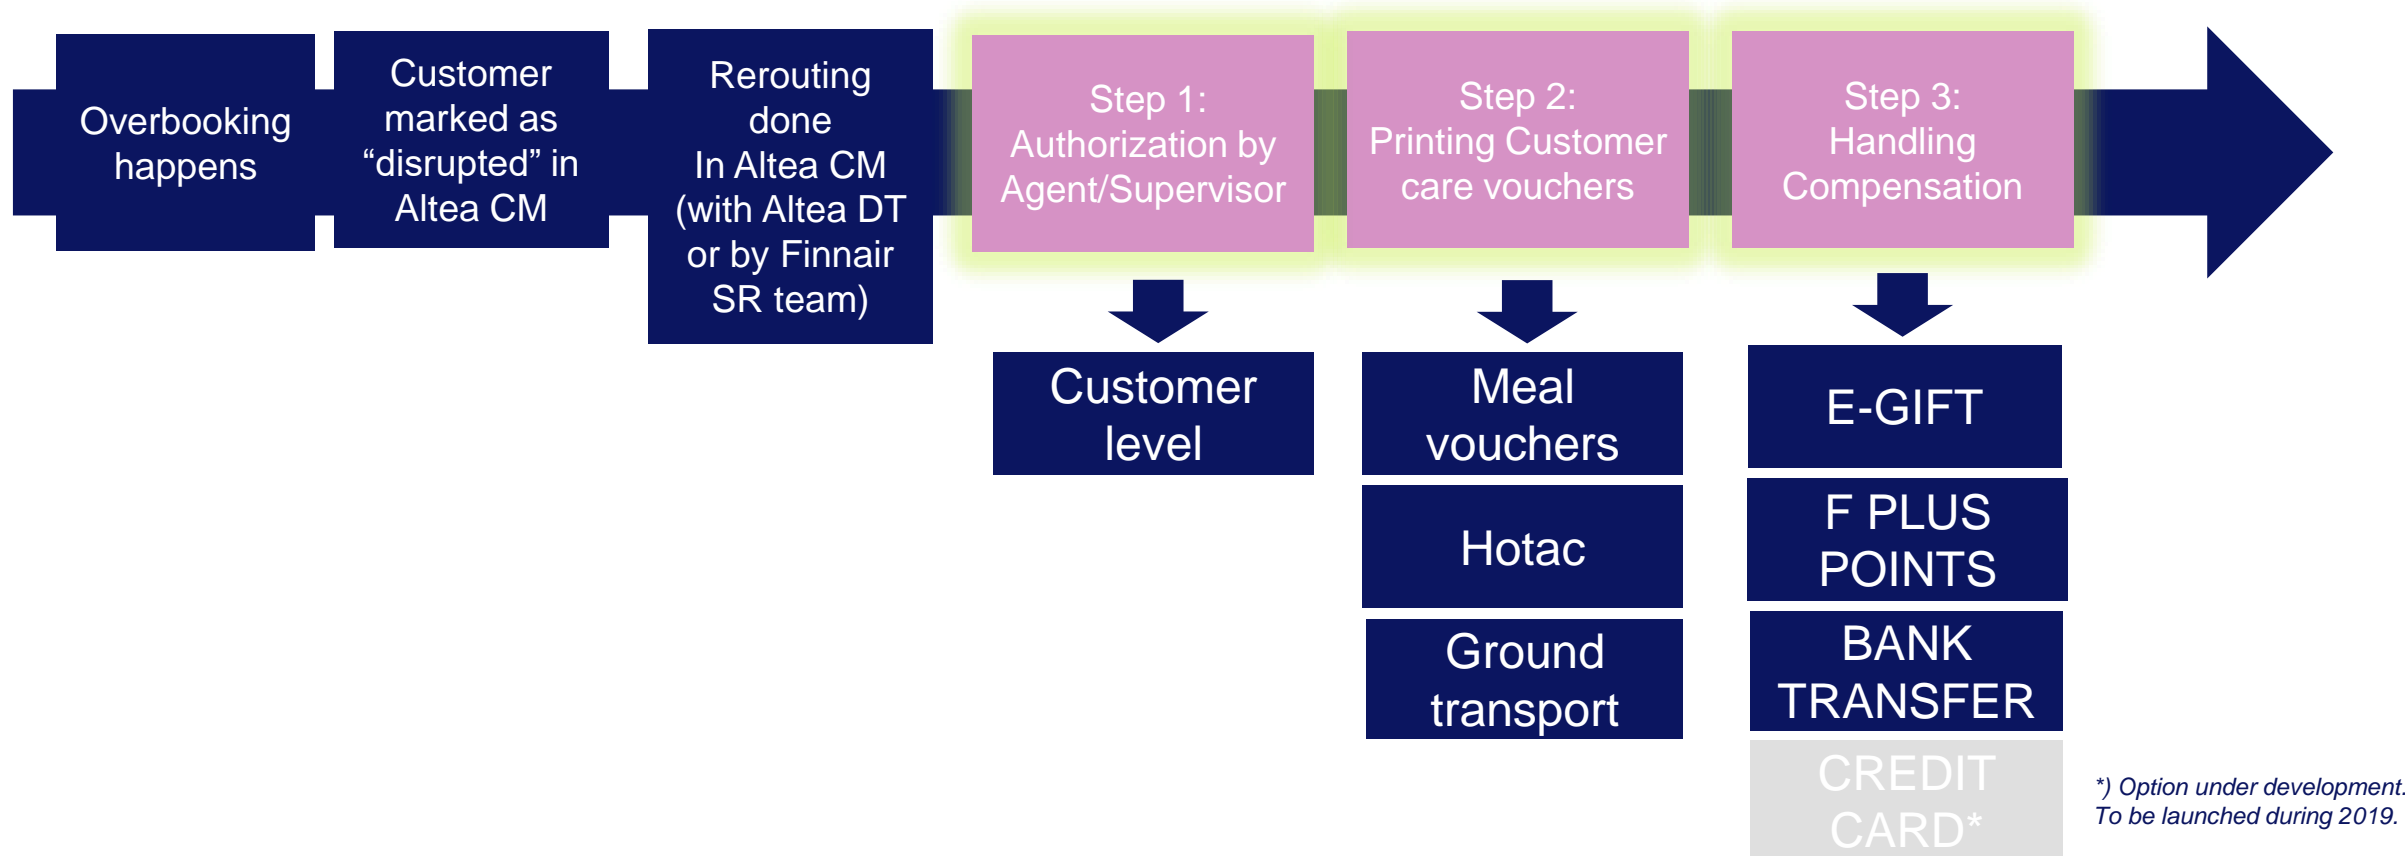 Overbooking
happens
Customer
marked as
“disrupted” in
Altea CM
Rerouting
done
In Altea CM
(with Altea DT
or by Finnair
SR team)
Step 1:
Authorization by
Agent/Supervisor
Step 2:
Printing Customer
care vouchers
Step 3:
Handling
Compensation
Customer
level
Meal
vouchers
Hotac
Ground
transport
E-GIFT
F PLUS
POINTS
BANK
TRANSFER
CREDIT
CARD*
*) Option under development.
To be launched during 2019.